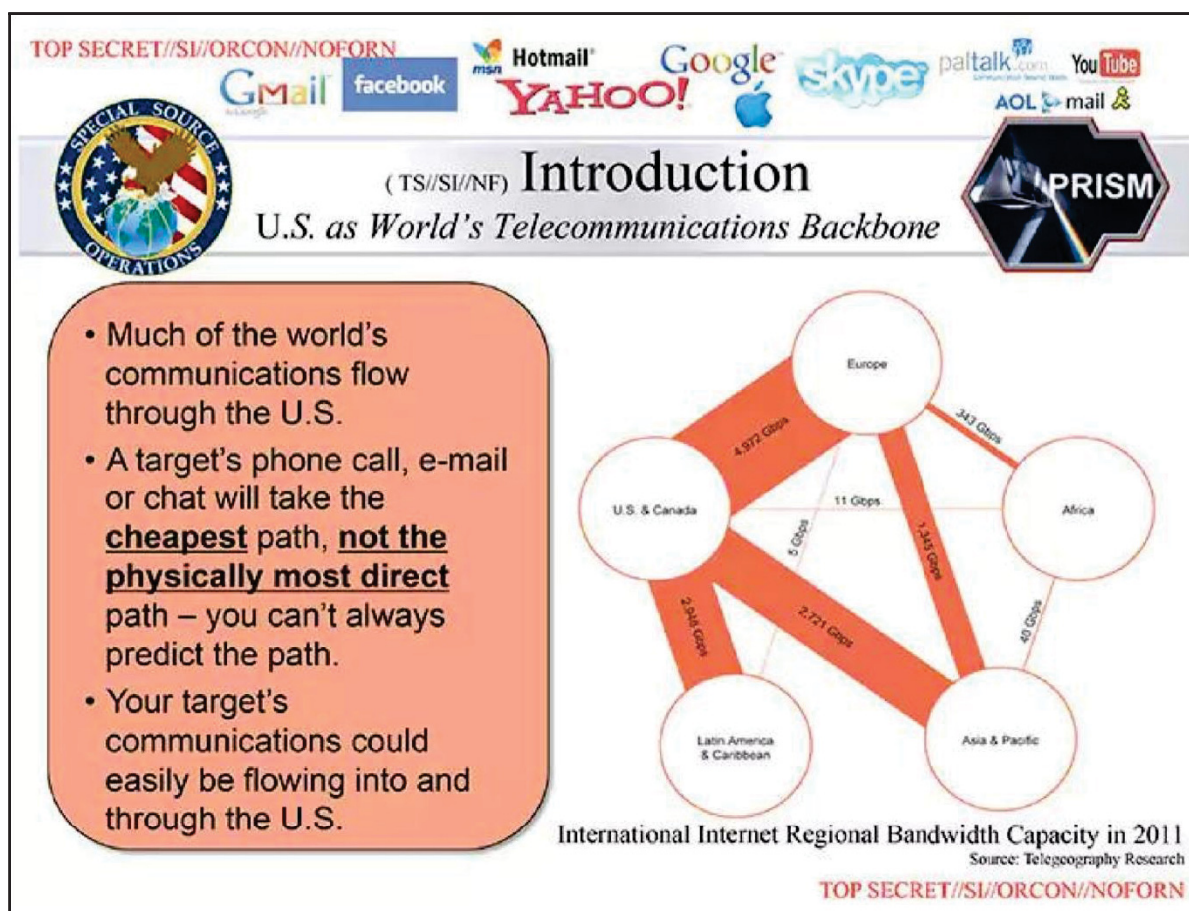 TOP SECRET//SI//ORCON//NOFORN
Gmail
facebook
msn Hotmail
YAHOO!
Google
skype
paltalk.com
YouTube
AOL mail
SPECIAL SOURCE OPERATIONS
(TS//SI//NF) Introduction
U.S. as World's Telecommunications Backbone
PRISM
• Much of the world's
communications flow
through the U.S.
• A target's phone call, e-mail
or chat will take the
cheapest path, not the
physically most direct
path – you can't always
predict the path.
• Your target's
communications could
easily be flowing into and
through the U.S.
Europe
4,972 Gbps
343 Gbps
U.S. & Canada
11 Gbps
Africa
5 Gbps
1,345 Gbps
2,946 Gbps
2,721 Gbps
40 Gbps
Latin America
& Caribbean
Asia & Pacific
International Internet Regional Bandwidth Capacity in 2011
Source: Telegeography Research
TOP SECRET//SI//ORCON//NOFORN